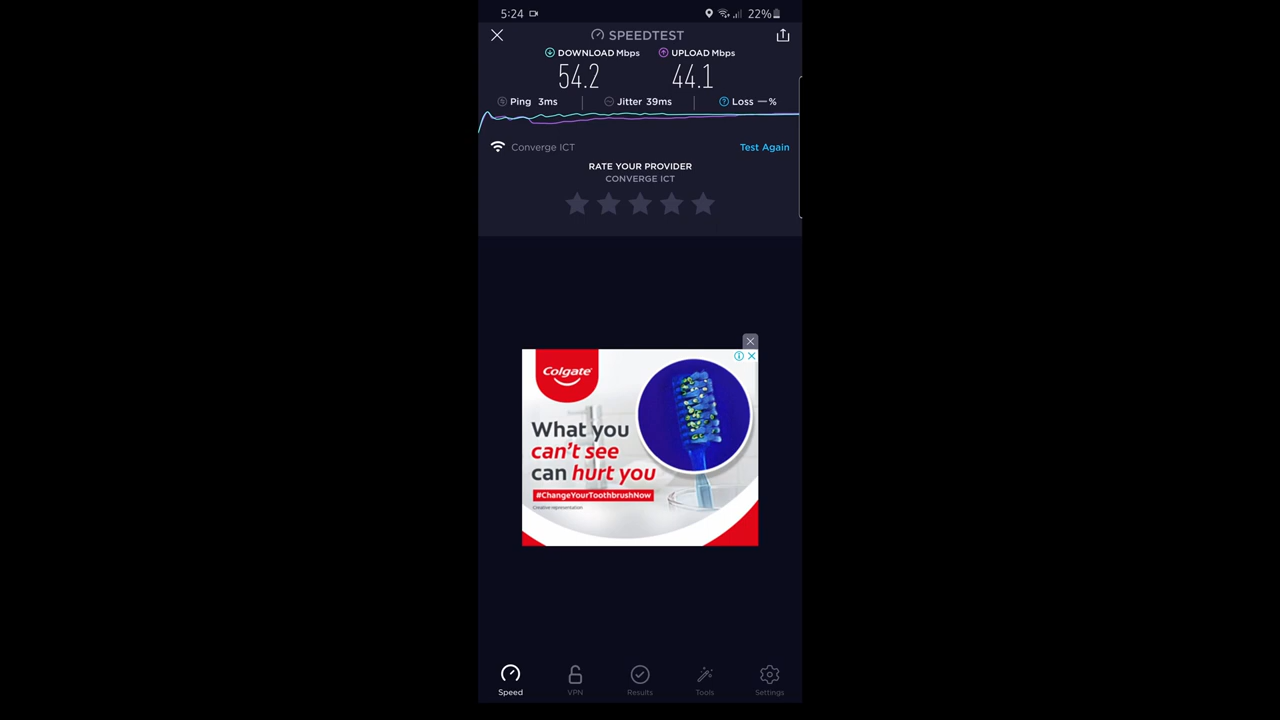 5:24 22%
SPEEDTEST
DOWNLOAD Mbps UPLOAD Mbps
54.2 44.1
Ping 3ms Jitter 39ms Loss — %
Converge ICT Test Again
RATE YOUR PROVIDER
CONVERGE ICT
Colgate
What you
can't see
can hurt you
#ChangeYourToothbrushNow
Creative representation
Speed VPN Results Tools Settings